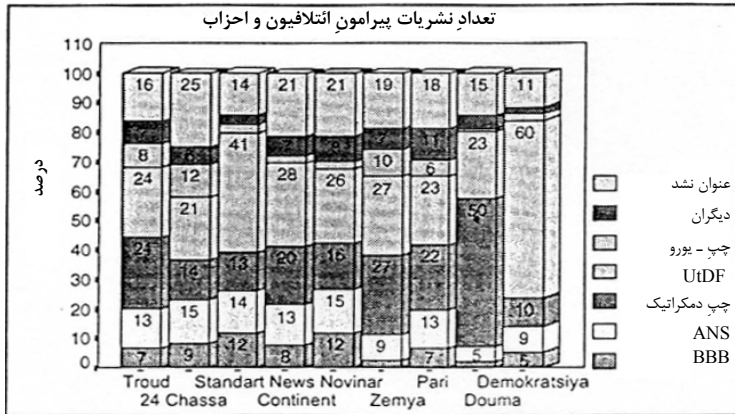 تعدادِ نشریات پیرامونِ ائتلافیون و احزاب
درصد
110
100
90
80
70
60
50
40
30
20
10
0
16 25 14 21 21 19 18 15 11
8 12 41 28 26 10 6 23 60
24 21 27 23
24 14 13 20 16 27 22 50 10
13 15 14 13 15 9 13 5 9
7 9 12 8 12 7 5
Troud Standart News Novinar Pari Demokratsiya
24 Chassa Continent Zemya Douma
عنوان نشد
دیگران
چپ - یورو
UtDF
چپ دمکراتیک
ANS
BBB